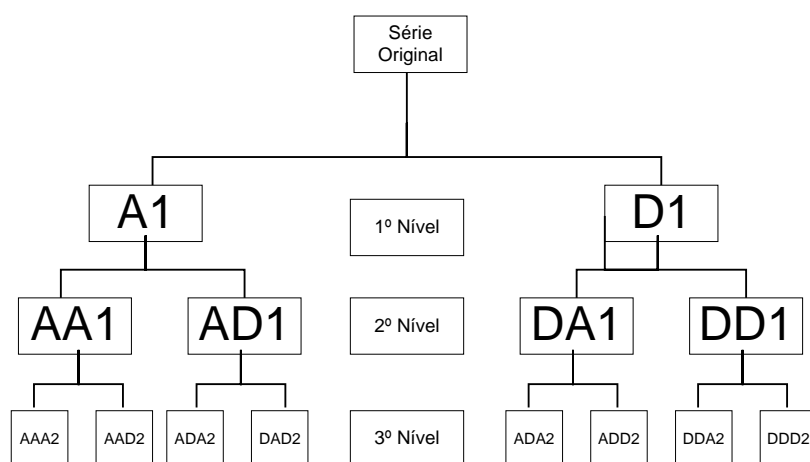 Série
Original
A1
1º Nível
D1
AA1
AD1
2º Nível
DA1
DD1
AAA2
AAD2
ADA2
DAD2
3º Nível
ADA2
ADD2
DDA2
DDD2